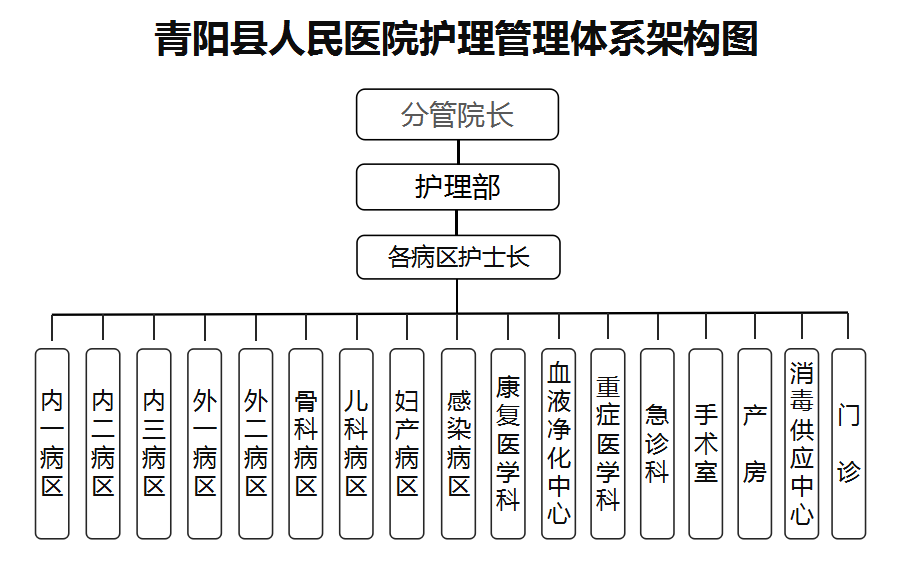 青阳县人民医院护理管理体系架构图
分管院长
护理部
各病区护士长
内一病区
内二病区
内三病区
外一病区
外二病区
骨科病区
儿科病区
妇产病区
感染病区
康复医学科
血液净化中心
重症医学科
急诊科
手术室
产房
消毒供应中心
门诊